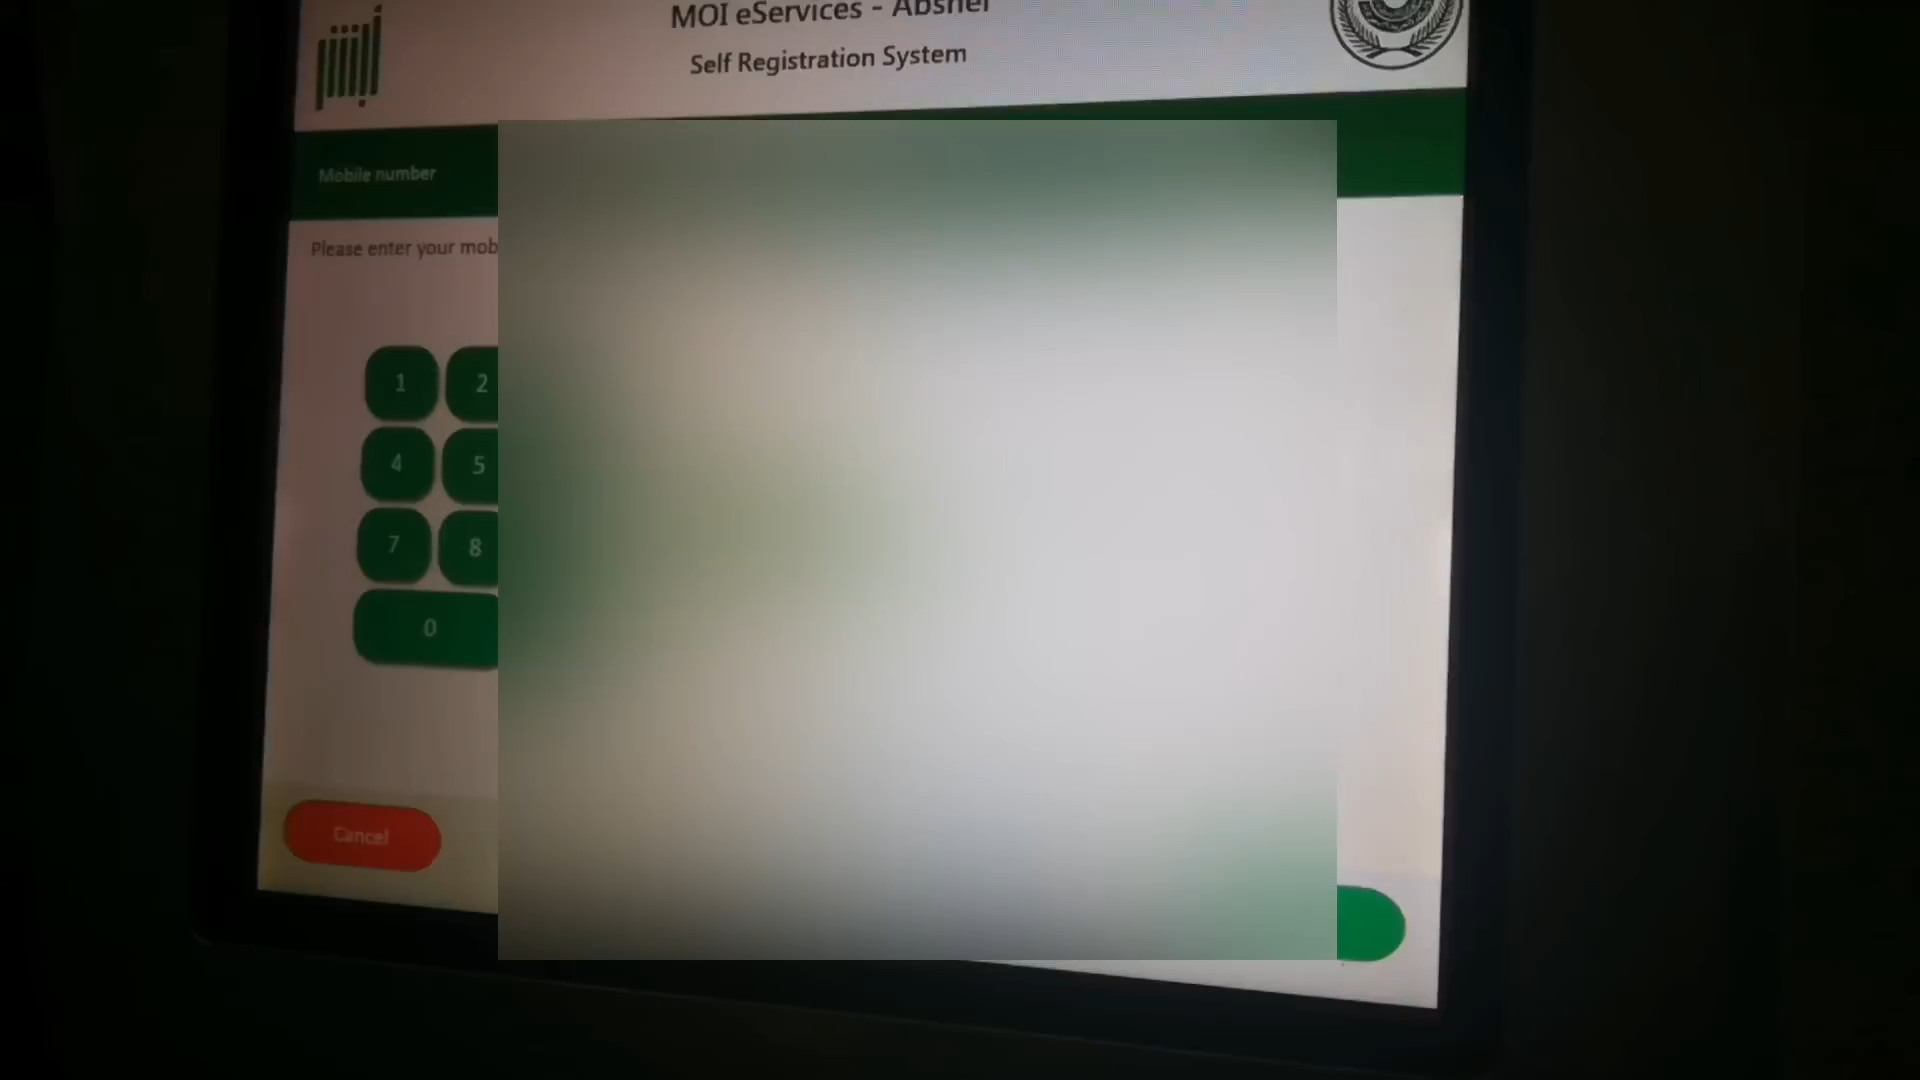 MOI eServices - Absher
Self Registration System
Mobile number
Please enter your mob
1 2
4 5
7 8
0
Cancel
أبشر